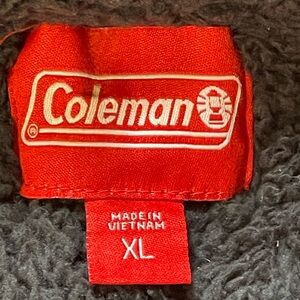 Coleman
®
MADE IN
VIETNAM
XL